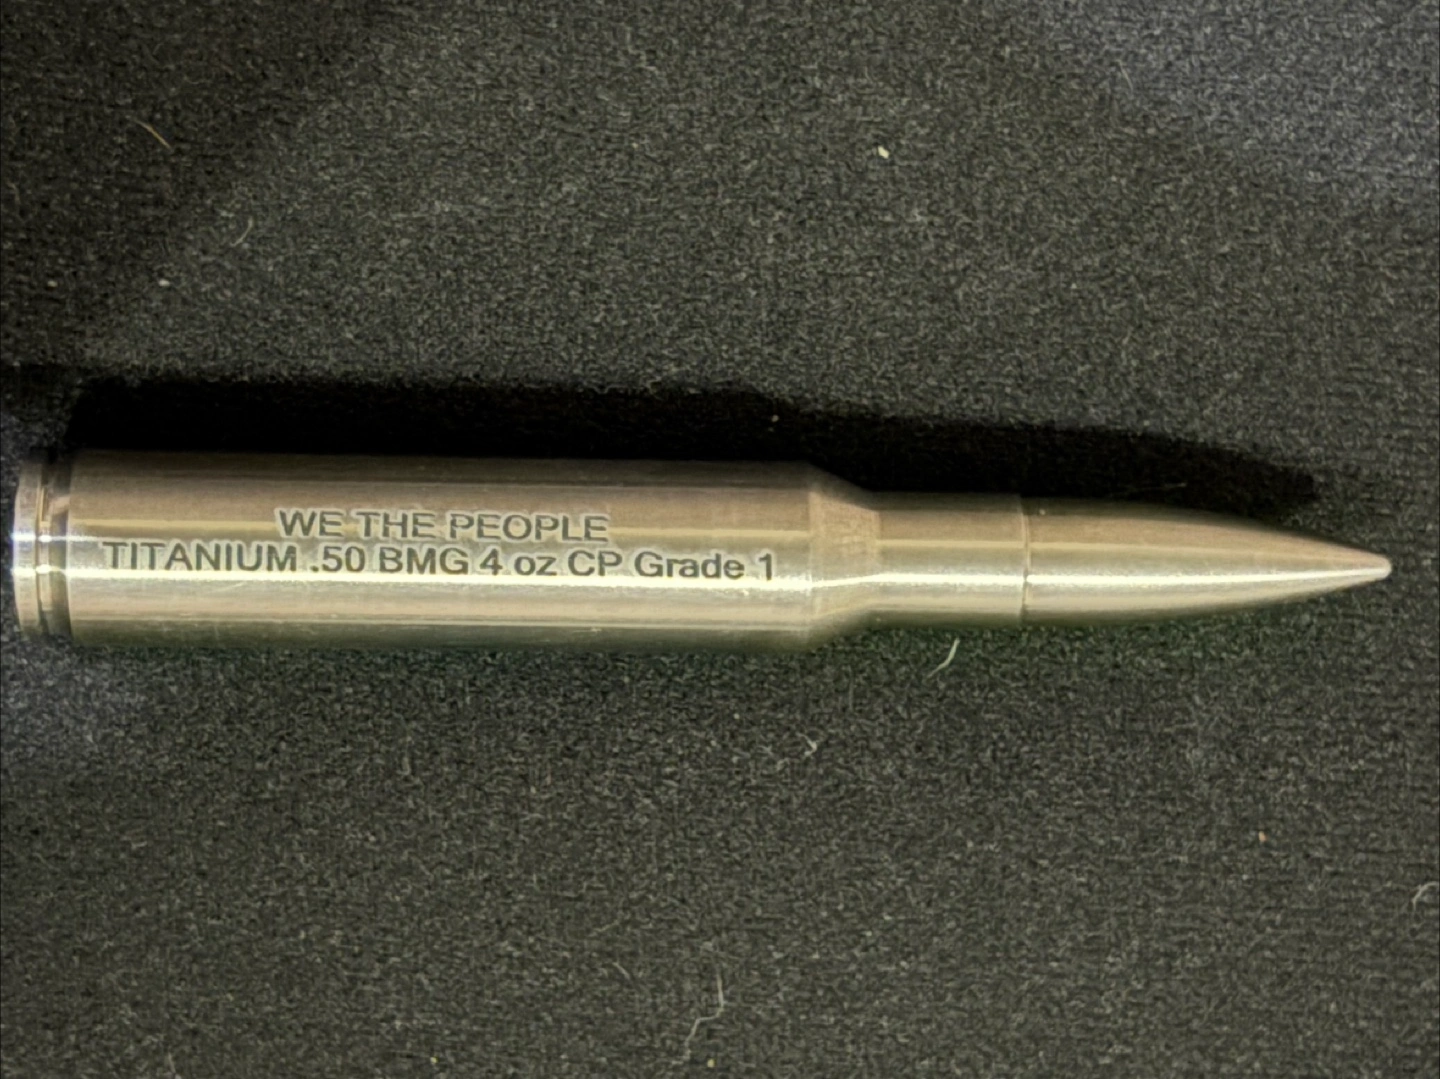 WE THE PEOPLE
TITANIUM .50 BMG 4 oz CP Grade 1